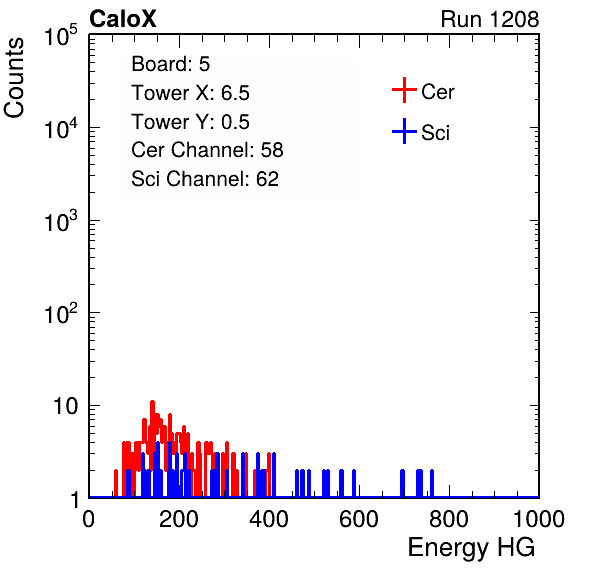 CaloX Run 1208
Board: 5
Tower X: 6.5
Tower Y: 0.5
Cer Channel: 58
Sci Channel: 62
Cer
Sci
Counts
10^5
10^4
10^3
10^2
10
1
0 200 400 600 800 1000
Energy HG